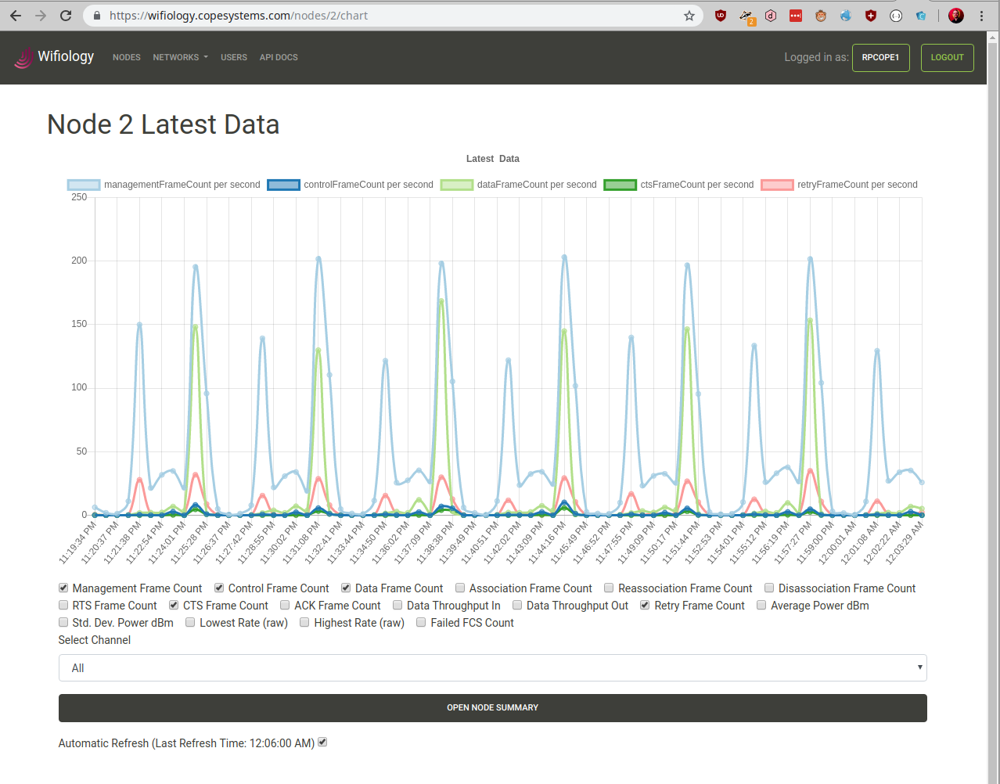 https://wifiology.copesystems.com/nodes/2/chart
2
Wifiology NODES NETWORKS USERS API DOCS Logged in as: RPCOPE1 LOGOUT
Node 2 Latest Data
Latest Data
managementFrameCount per second controlFrameCount per second dataFrameCount per second ctsFrameCount per second retryFrameCount per second
250
200
150
100
50
0
11:19:34 PM 11:20:37 PM 11:21:38 PM 11:22:54 PM 11:24:01 PM 11:25:28 PM 11:26:37 PM 11:27:42 PM 11:28:55 PM 11:30:02 PM 11:31:08 PM 11:32:41 PM 11:33:44 PM 11:34:50 PM 11:36:02 PM 11:37:09 PM 11:38:38 PM 11:39:49 PM 11:40:51 PM 11:42:02 PM 11:43:09 PM 11:44:16 PM 11:45:49 PM 11:46:52 PM 11:47:55 PM 11:49:09 PM 11:50:17 PM 11:51:44 PM 11:52:53 PM 11:54:01 PM 11:55:12 PM 11:56:19 PM 11:57:27 PM 11:59:00 PM 12:00:01 AM 12:01:08 AM 12:02:22 AM 12:03:29 AM
Management Frame Count Control Frame Count Data Frame Count Association Frame Count Reassociation Frame Count Disassociation Frame Count
RTS Frame Count CTS Frame Count ACK Frame Count Data Throughput In Data Throughput Out Retry Frame Count Average Power dBm
Std. Dev. Power dBm Lowest Rate (raw) Highest Rate (raw) Failed FCS Count
Select Channel
All
OPEN NODE SUMMARY
Automatic Refresh (Last Refresh Time: 12:06:00 AM)